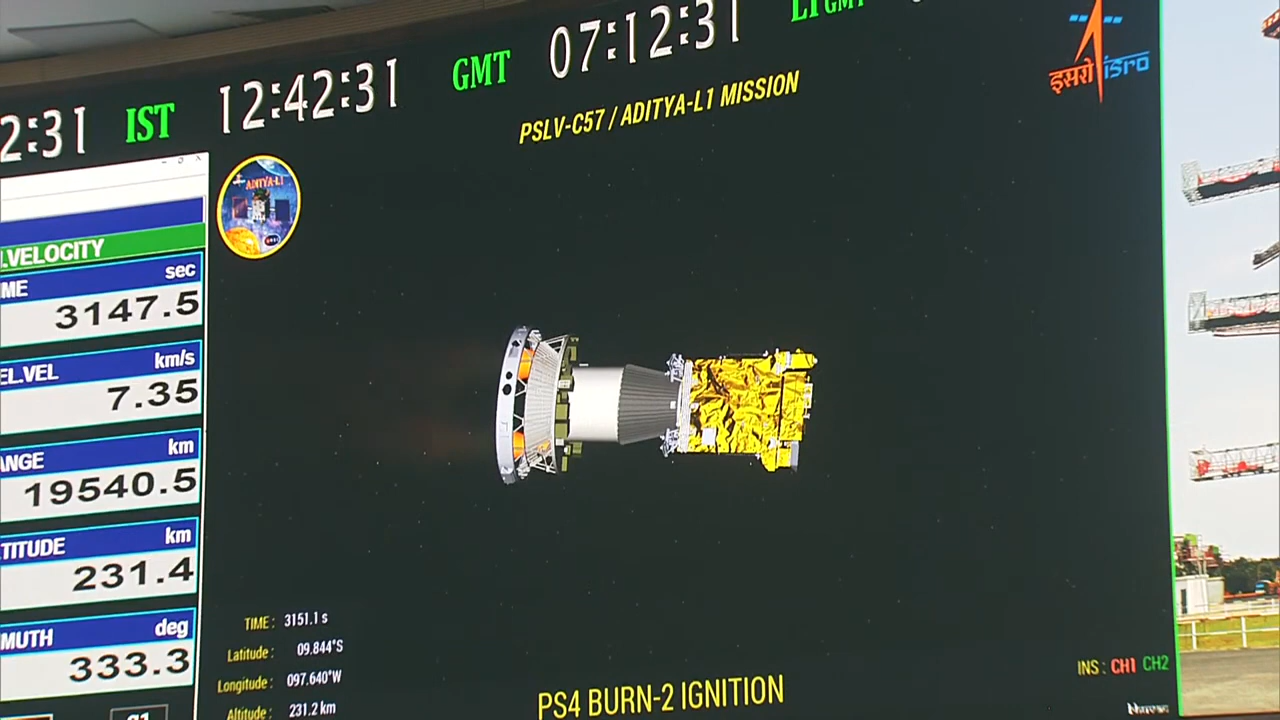 2:31 IST 12:42:31 GMT 07:12:31
इसरो isro
PSLV-C57 / ADITYA-L1 MISSION
ADITYA-L1
.VELOCITY
ME sec
3147.5
EL.VEL km/s
7.35
ANGE km
19540.5
TITUDE km
231.4
MUTH deg
333.3
TIME: 3151.1 s
Latitude: 09.844°S
Longitude: 097.640°W
Altitude: 231.2 km
PS4 BURN-2 IGNITION
INS: CH1 CH2